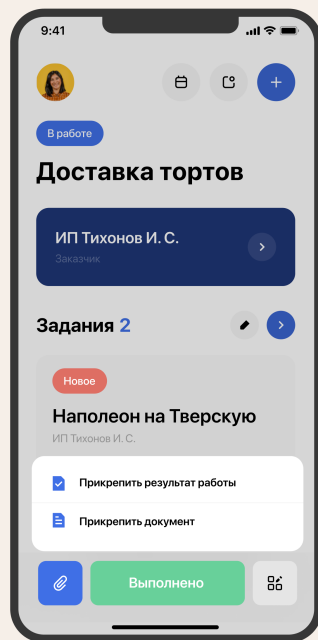 9:41
В работе
Доставка тортов
ИП Тихонов И. С.
Заказчик
Задания 2
Новое
Наполеон на Тверскую
ИП Тихонов И. С.
Прикрепить результат работы
Прикрепить документ
Выполнено